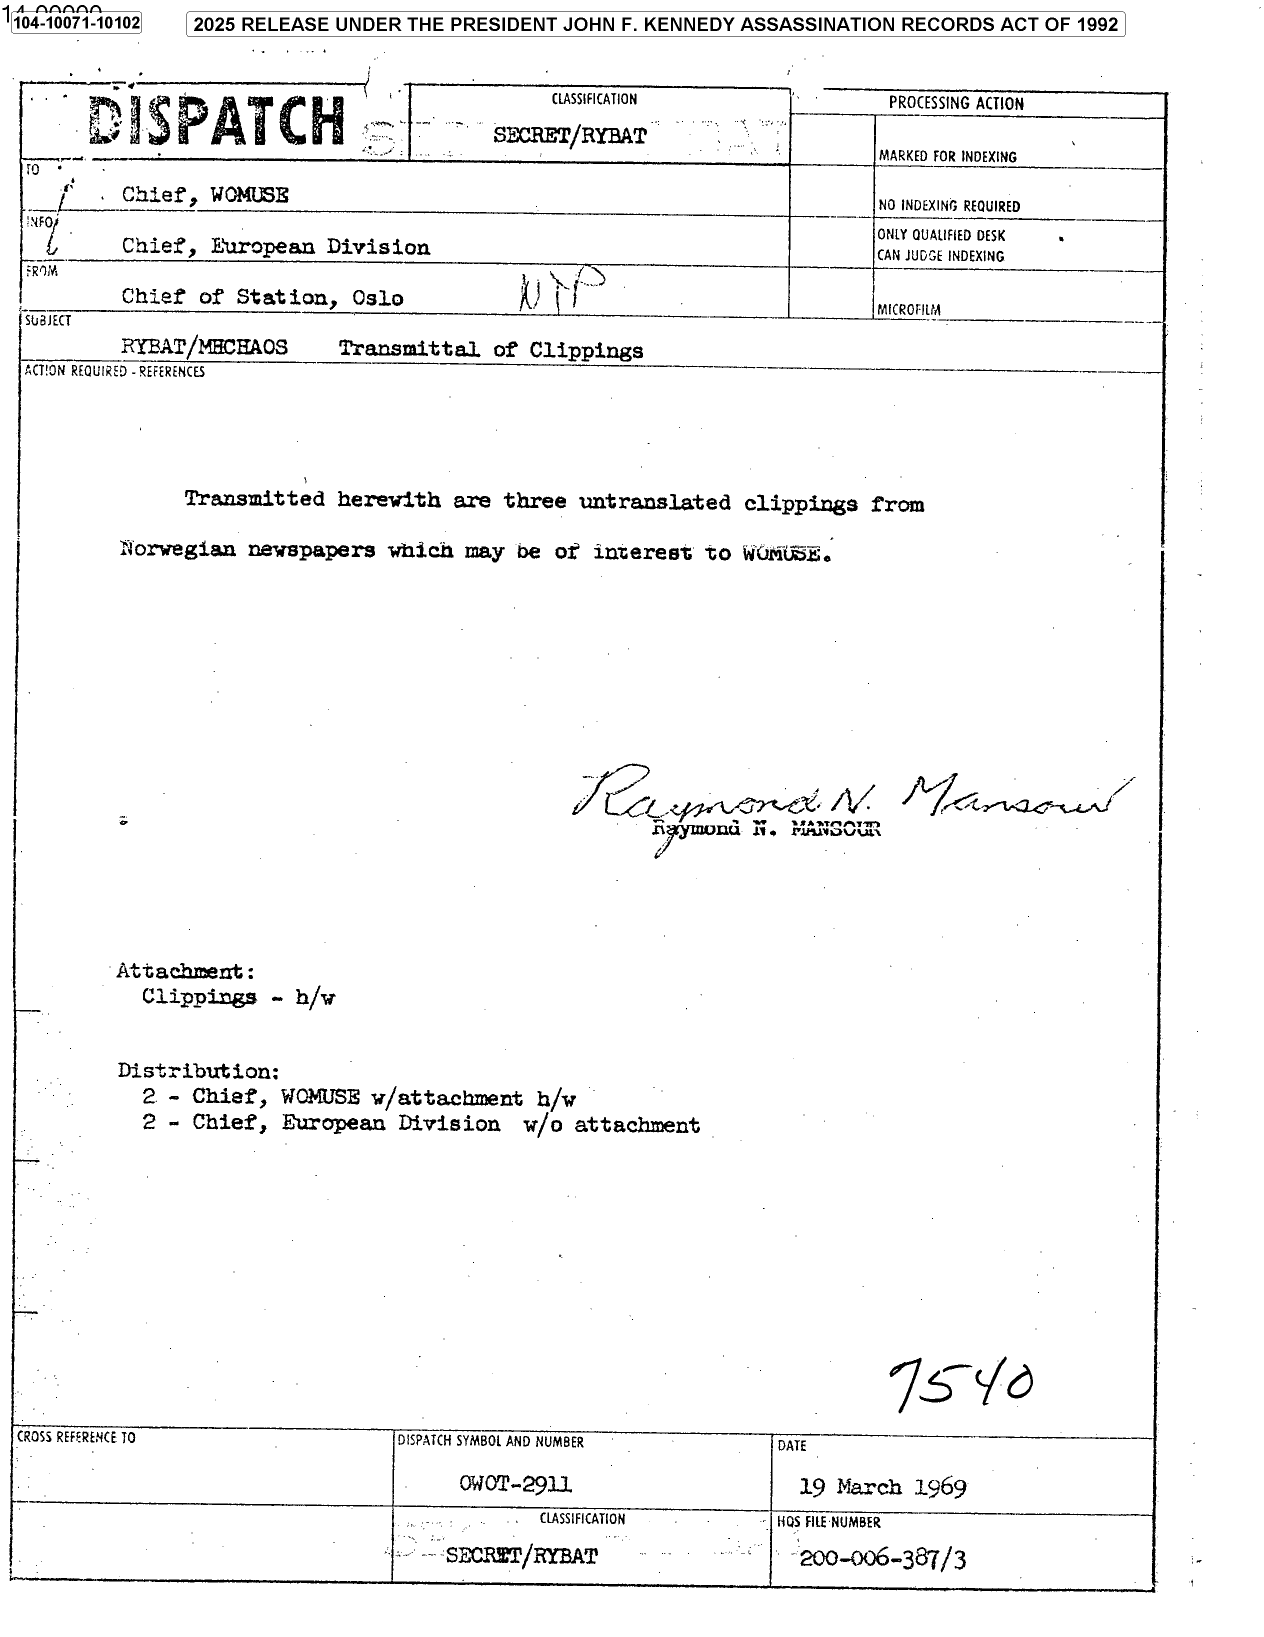 104-10071-10102
2025 RELEASE UNDER THE PRESIDENT JOHN F. KENNEDY ASSASSINATION RECORDS ACT OF 1992
DISPATCH
CLASSIFICATION
SECRET/RYBAT
PROCESSING ACTION
MARKED FOR INDEXING
TO
Chief, WOMUSE
NO INDEXING REQUIRED
INFO
Chief, European Division
ONLY QUALIFIED DESK
CAN JUDGE INDEXING
FROM
Chief of Station, Oslo
MICROFILM
SUBJECT
RYBAT/MHCHAOS Transmittal of Clippings
ACTION REQUIRED - REFERENCES
Transmitted herewith are three untranslated clippings from
Norwegian newspapers which may be of interest to WOMUSE.
Raymond N. Mansour
Raymond N. MANSOUR
Attachment:
Clippings - h/w
Distribution:
2 - Chief, WOMUSE w/attachment h/w
2 - Chief, European Division w/o attachment
7540
CROSS REFERENCE TO
DISPATCH SYMBOL AND NUMBER
DATE
OWOT-2911
19 March 1969
CLASSIFICATION
HQS FILE NUMBER
SECRET/RYBAT
200-006-387/3